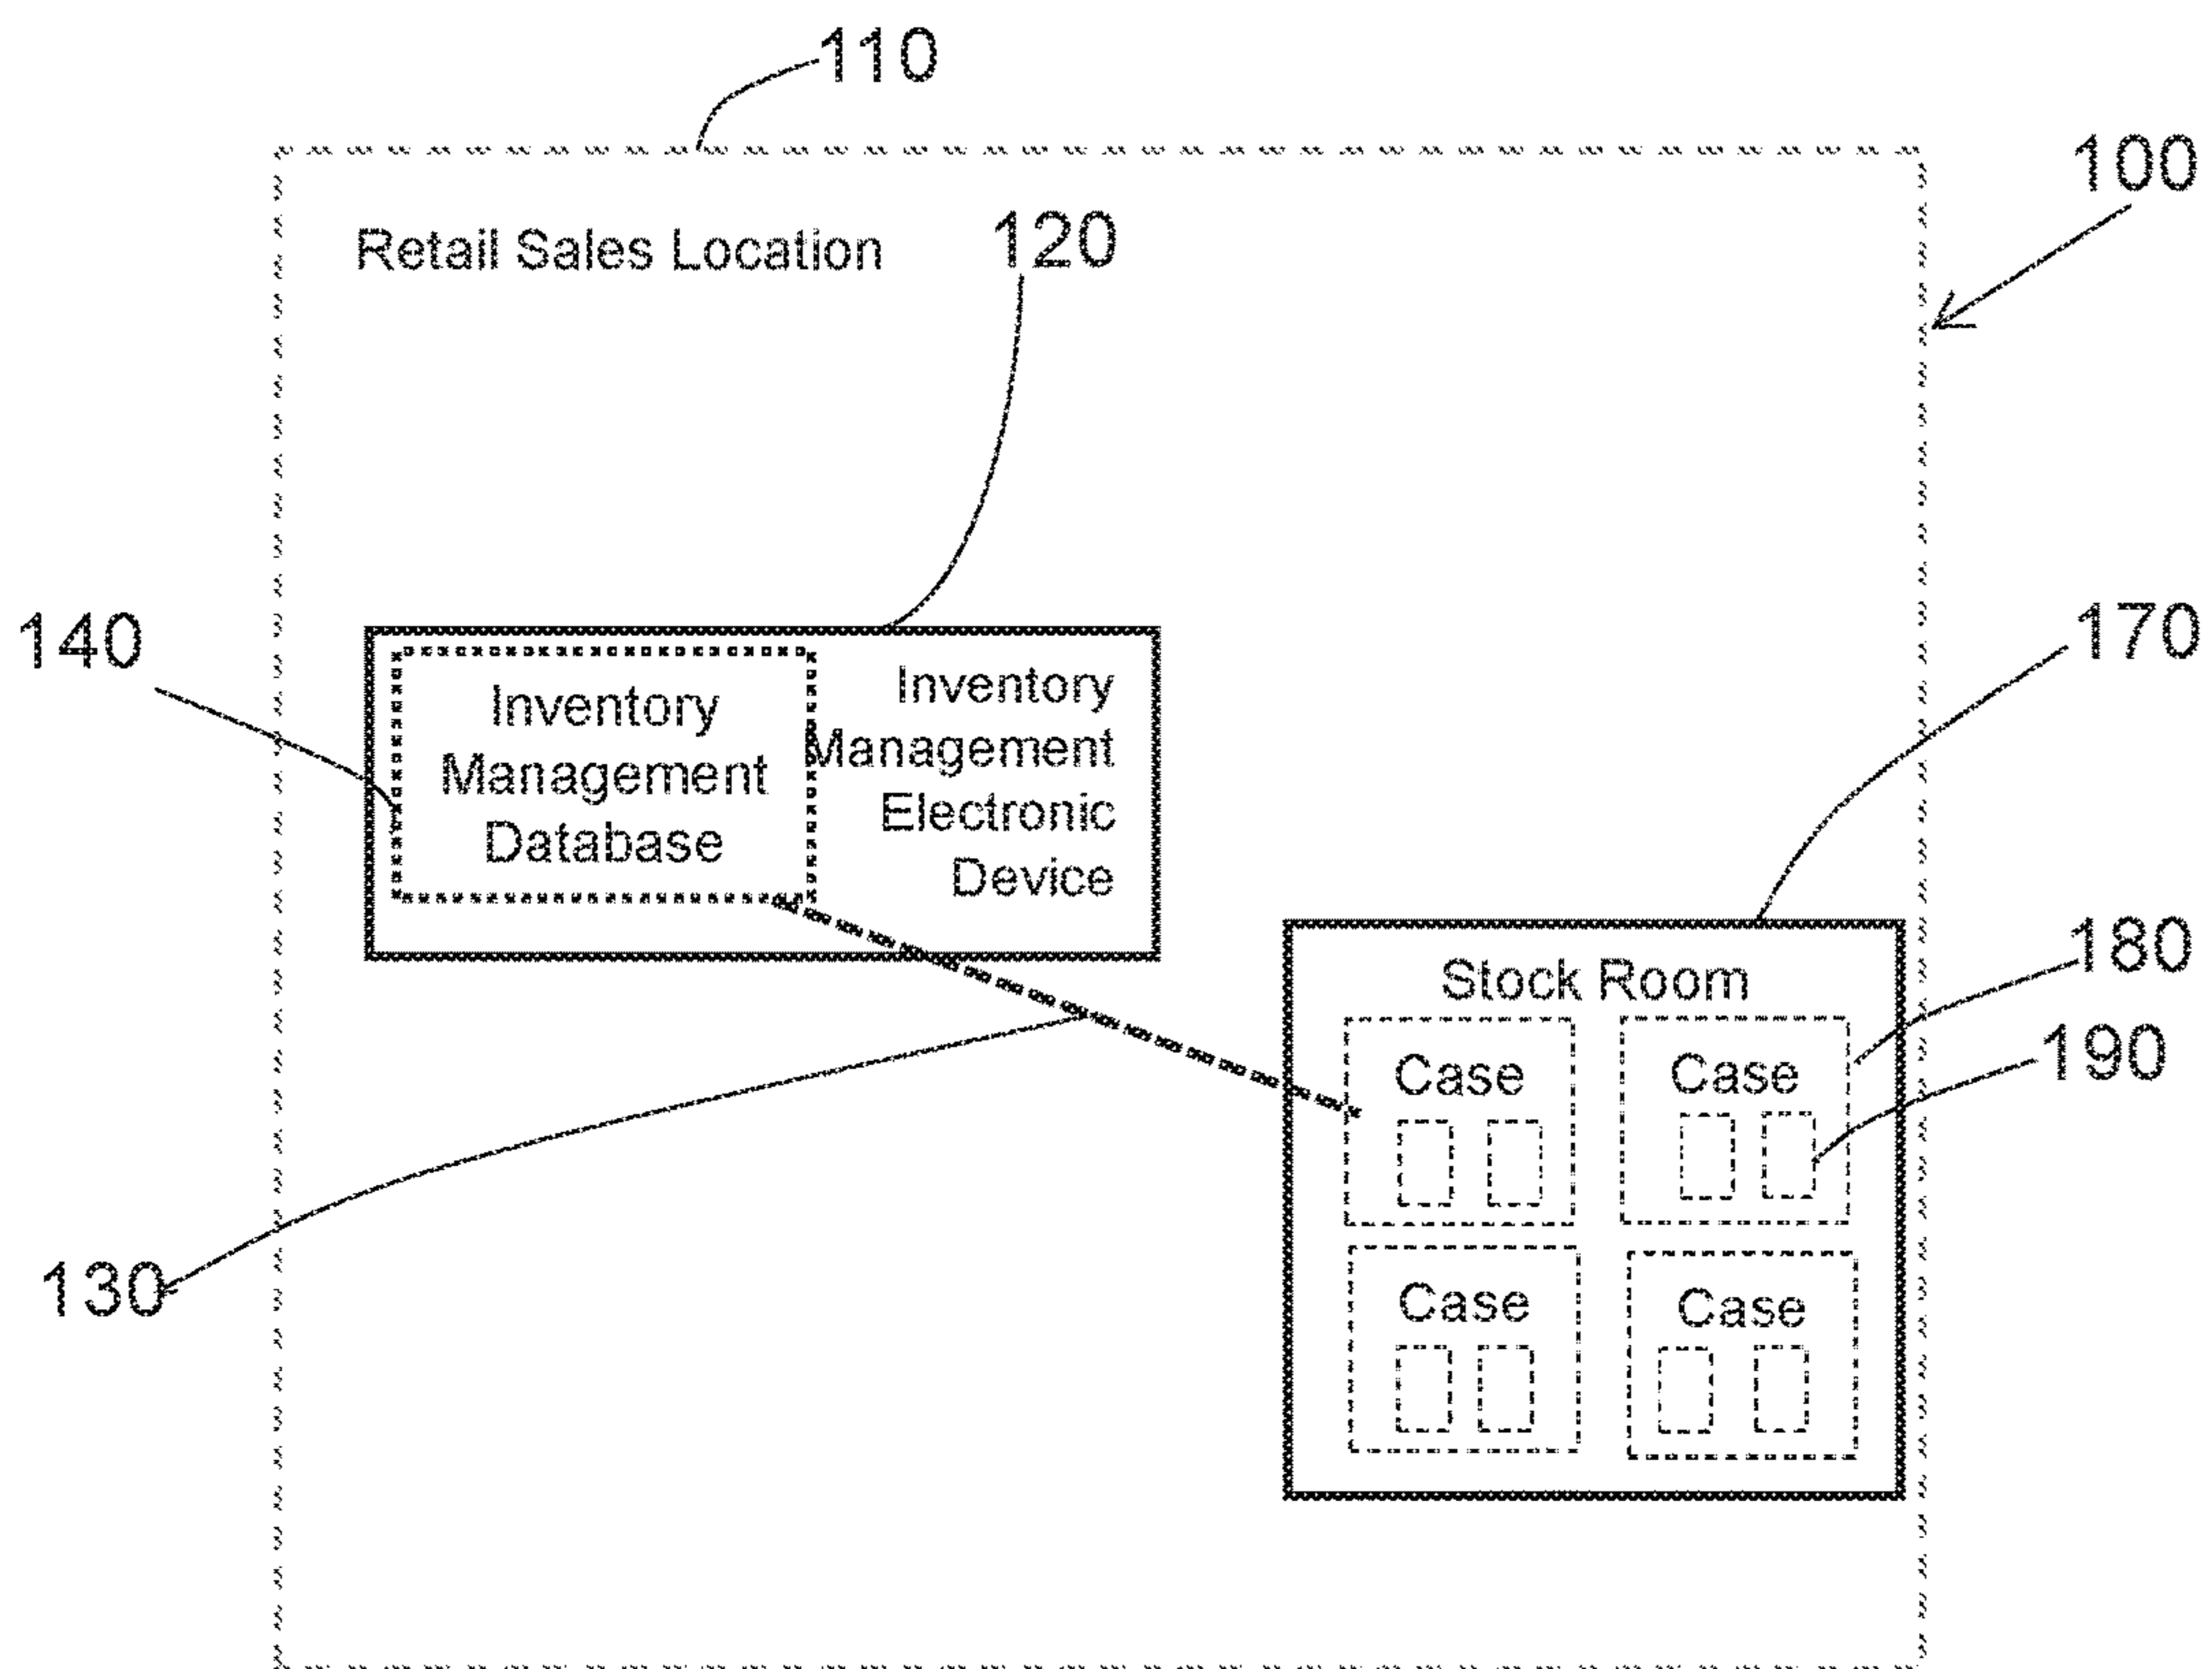 110
100
Retail Sales Location
120
140
Inventory
Management
Database
Inventory
Management
Electronic
Device
170
Stock Room
180
190
Case
Case
130
Case
Case